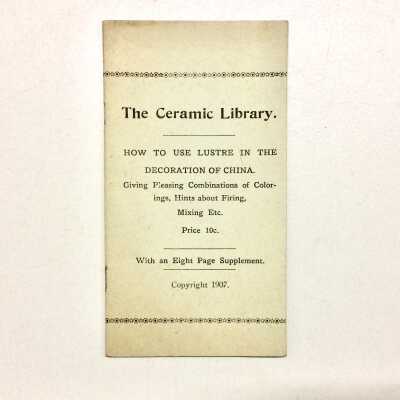 The Ceramic Library.
HOW TO USE LUSTRE IN THE
DECORATION OF CHINA.
Giving Pleasing Combinations of Color-
ings, Hints about Firing,
Mixing Etc.
Price 10c.
With an Eight Page Supplement.
Copyright 1907.